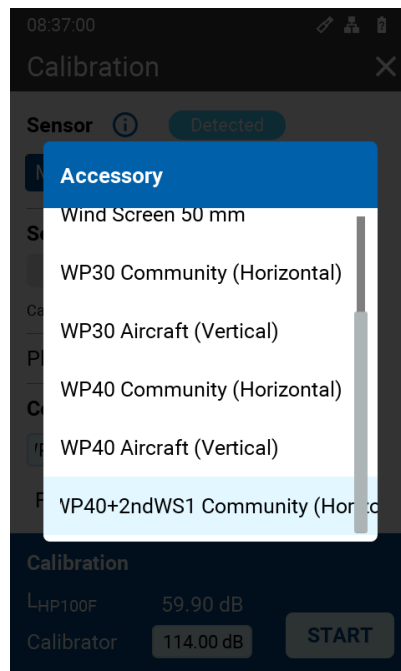 08:37:00
Calibration
Sensor
Detected
Accessory
Wind Screen 50 mm
WP30 Community (Horizontal)
WP30 Aircraft (Vertical)
WP40 Community (Horizontal)
WP40 Aircraft (Vertical)
WP40+2ndWS1 Community (Horizo
Calibration
LHP100F 59.90 dB
Calibrator 114.00 dB START